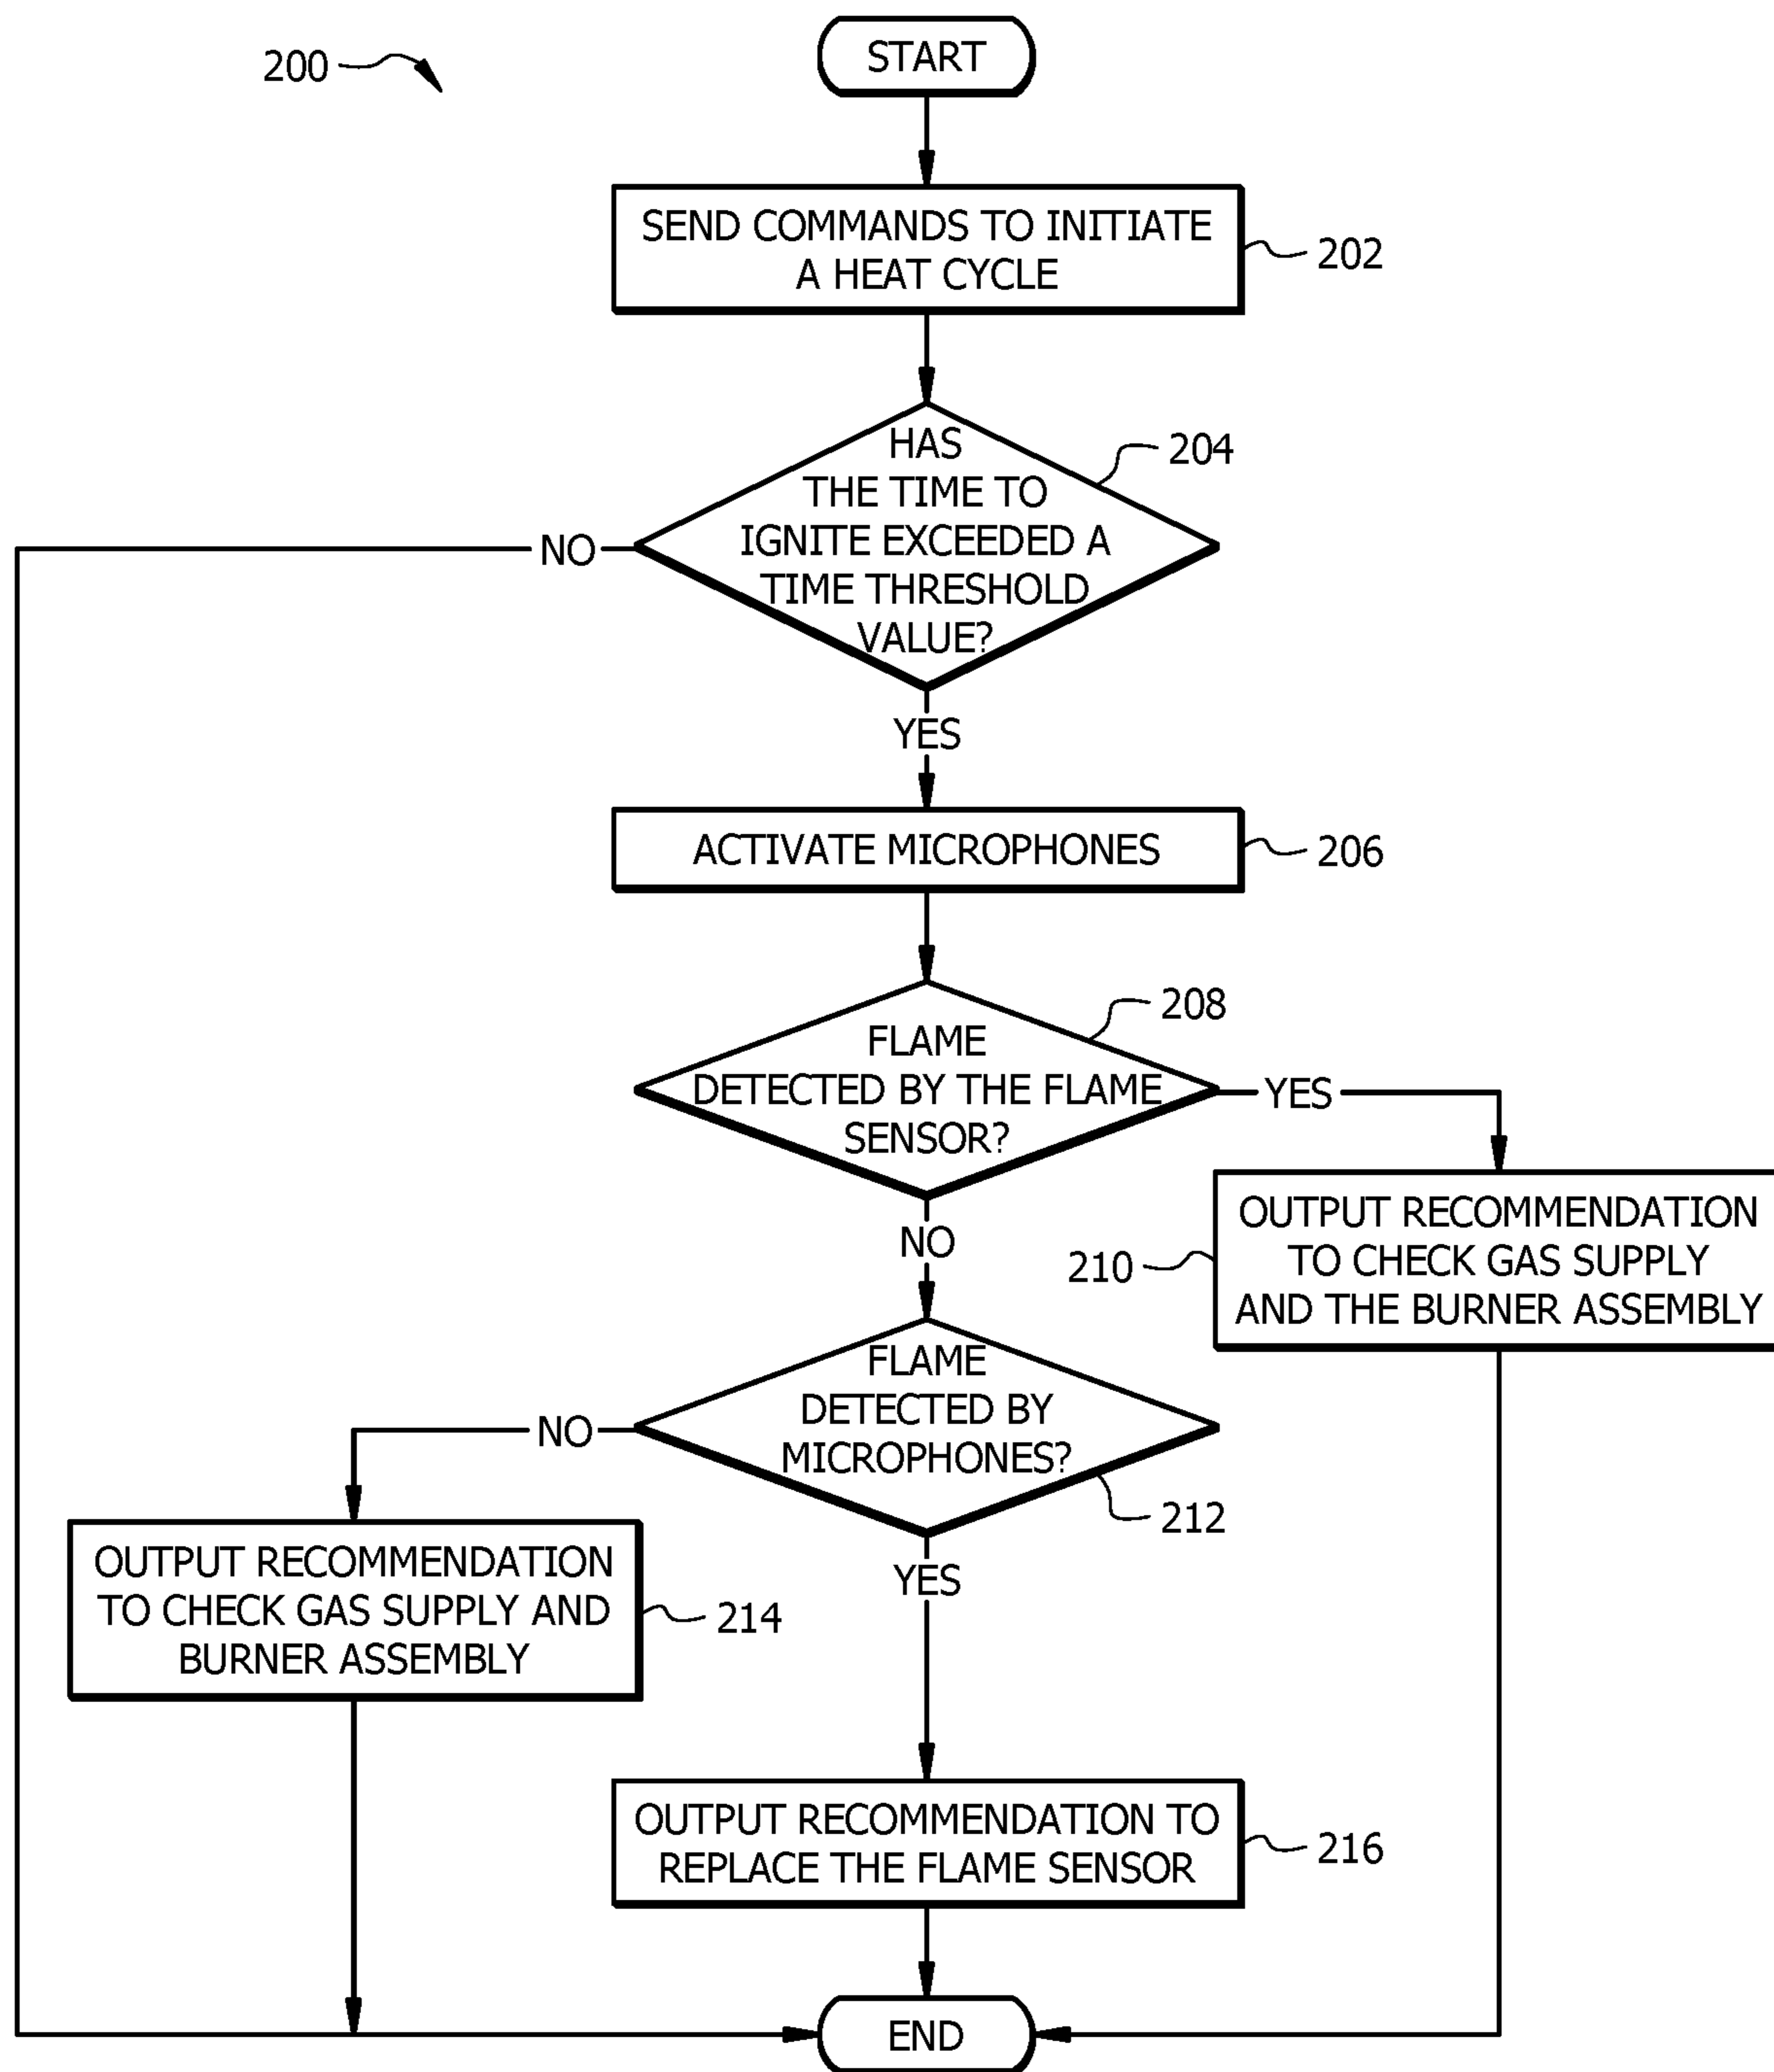 200
START
SEND COMMANDS TO INITIATE
A HEAT CYCLE
202
HAS
THE TIME TO
IGNITE EXCEEDED A
TIME THRESHOLD
VALUE?
204
NO
YES
ACTIVATE MICROPHONES
206
FLAME
DETECTED BY THE FLAME
SENSOR?
208
YES
NO
OUTPUT RECOMMENDATION
TO CHECK GAS SUPPLY
AND THE BURNER ASSEMBLY
210
FLAME
DETECTED BY
MICROPHONES?
212
NO
YES
OUTPUT RECOMMENDATION
TO CHECK GAS SUPPLY AND
BURNER ASSEMBLY
214
OUTPUT RECOMMENDATION TO
REPLACE THE FLAME SENSOR
216
END